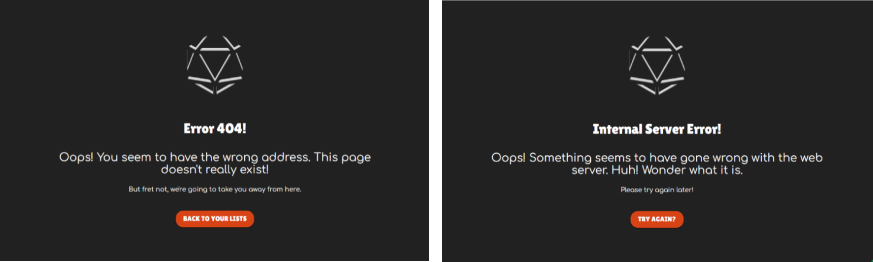 Error 404!
Oops! You seem to have the wrong address. This page
doesn't really exist!
But fret not, we're going to take you away from here.
BACK TO YOUR LISTS
Internal Server Error!
Oops! Something seems to have gone wrong with the web
server. Huh! Wonder what it is.
Please try again later!
TRY AGAIN?